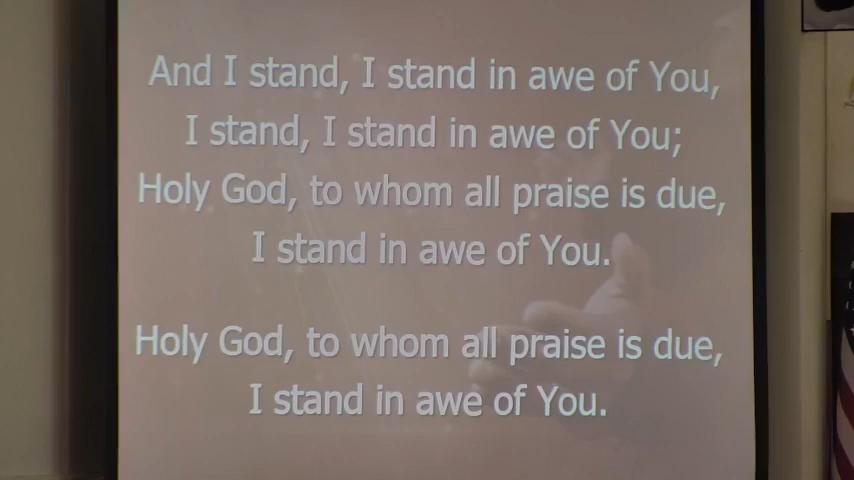 And I stand, I stand in awe of You,
I stand, I stand in awe of You;
Holy God, to whom all praise is due,
I stand in awe of You.
Holy God, to whom all praise is due,
I stand in awe of You.